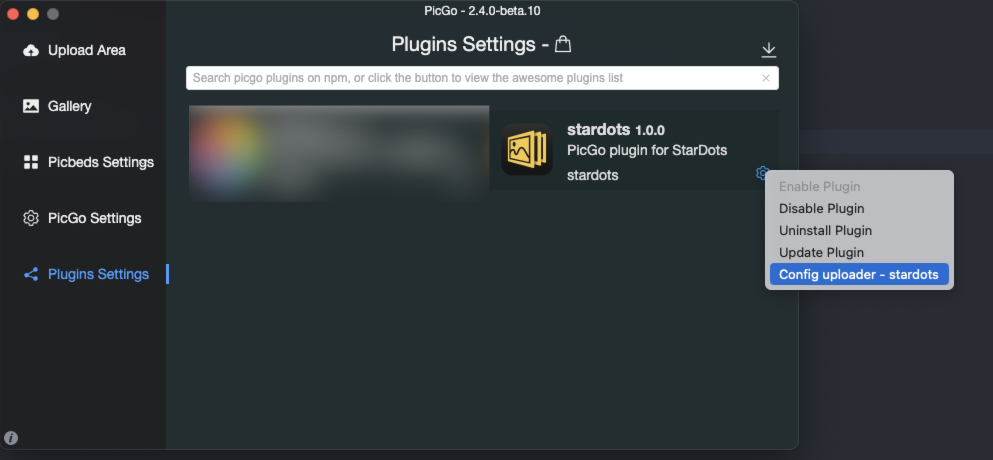 PicGo - 2.4.0-beta.10
Upload Area
Gallery
Picbeds Settings
PicGo Settings
Plugins Settings
Plugins Settings -
Search picgo plugins on npm, or click the button to view the awesome plugins list
stardots 1.0.0
PicGo plugin for StarDots
stardots
Enable Plugin
Disable Plugin
Uninstall Plugin
Update Plugin
Config uploader - stardots